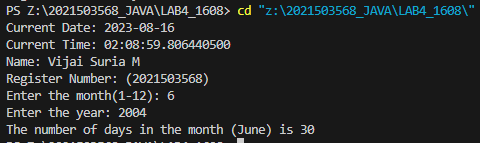 PS Z:\2021503568_JAVA\LAB4_1608> cd "z:\2021503568_JAVA\LAB4_1608\"
Current Date: 2023-08-16
Current Time: 02:08:59.806440500
Name: Vijai Suria M
Register Number: (2021503568)
Enter the month(1-12): 6
Enter the year: 2004
The number of days in the month (June) is 30